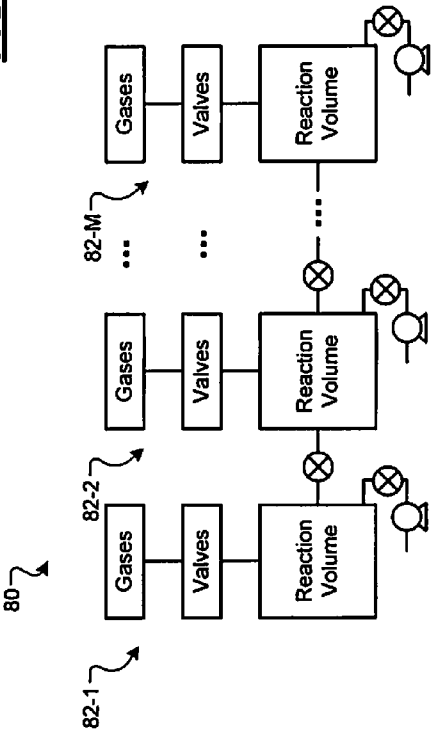 80
82-1
82-2
82-M
Gases
Gases
...
Gases
Valves
Valves
...
Valves
Reaction
Volume
Reaction
Volume
...
Reaction
Volume